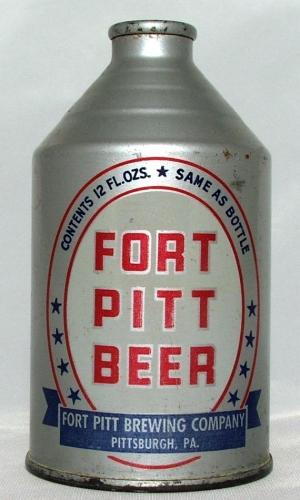 CONTENTS 12 FL.OZS. ★ SAME AS BOTTLE
FORT
PITT
BEER
FORT PITT BREWING COMPANY
PITTSBURGH, PA.